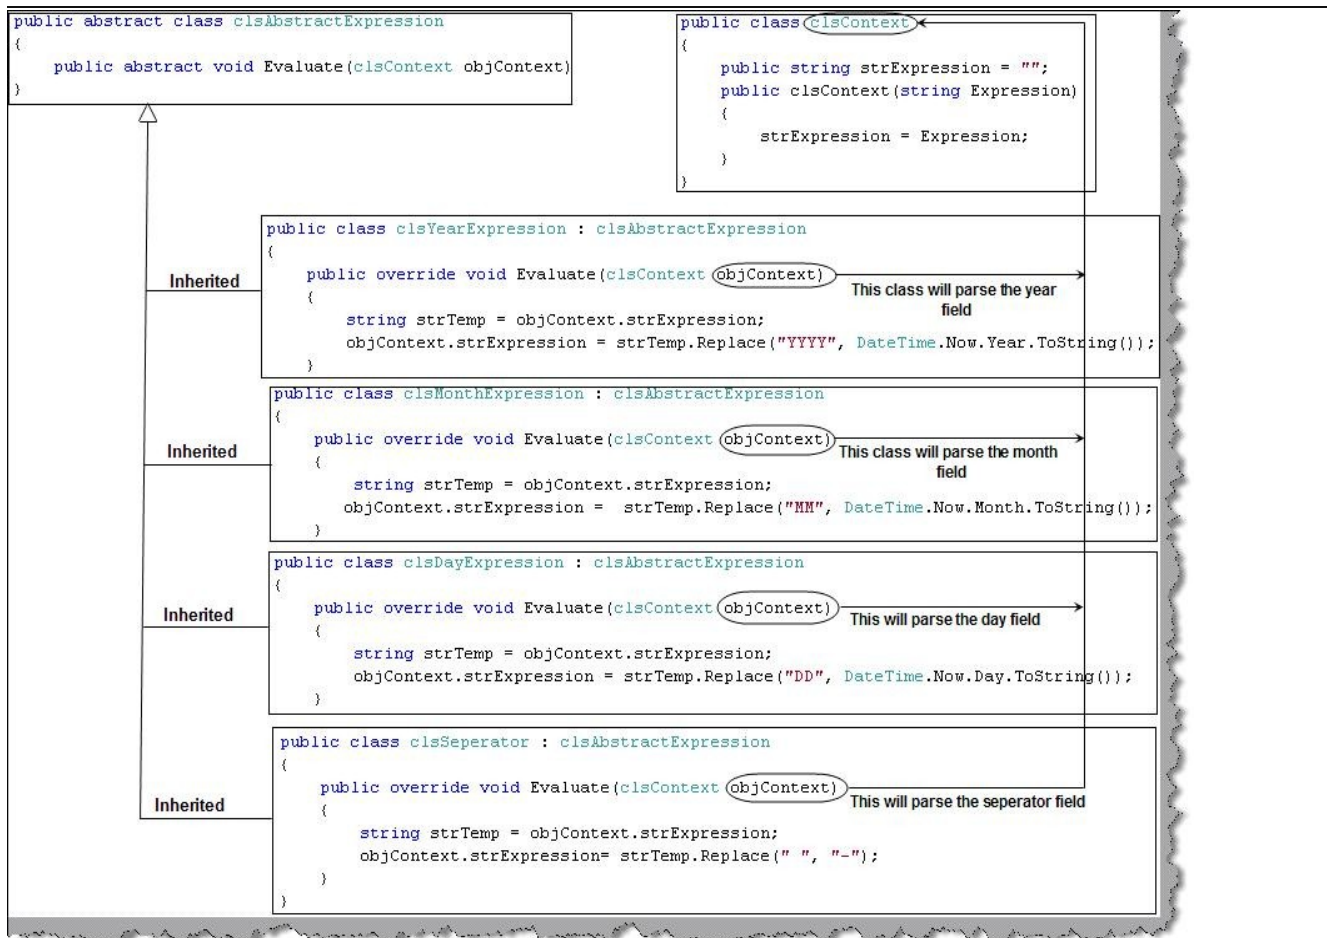 public abstract class clsAbstractExpression
{
public abstract void Evaluate(clsContext objContext)
}
public class clsContext
{
public string strExpression = "";
public clsContext(string Expression)
{
strExpression = Expression;
}
}
public class clsYearExpression : clsAbstractExpression
{
public override void Evaluate(clsContext objContext)
{
string strTemp = objContext.strExpression;
objContext.strExpression = strTemp.Replace("YYYY", DateTime.Now.Year.ToString());
}
Inherited
This class will parse the year
field
public class clsMonthExpression : clsAbstractExpression
{
public override void Evaluate(clsContext objContext)
{
string strTemp = objContext.strExpression;
objContext.strExpression = strTemp.Replace("MM", DateTime.Now.Month.ToString());
}
Inherited
This class will parse the month
field
public class clsDayExpression : clsAbstractExpression
{
public override void Evaluate(clsContext objContext)
{
string strTemp = objContext.strExpression;
objContext.strExpression = strTemp.Replace("DD", DateTime.Now.Day.ToString());
}
Inherited
This will parse the day field
public class clsSeperator : clsAbstractExpression
{
public override void Evaluate(clsContext objContext)
{
string strTemp = objContext.strExpression;
objContext.strExpression= strTemp.Replace(" ", "-");
}
}
Inherited
This will parse the seperator field